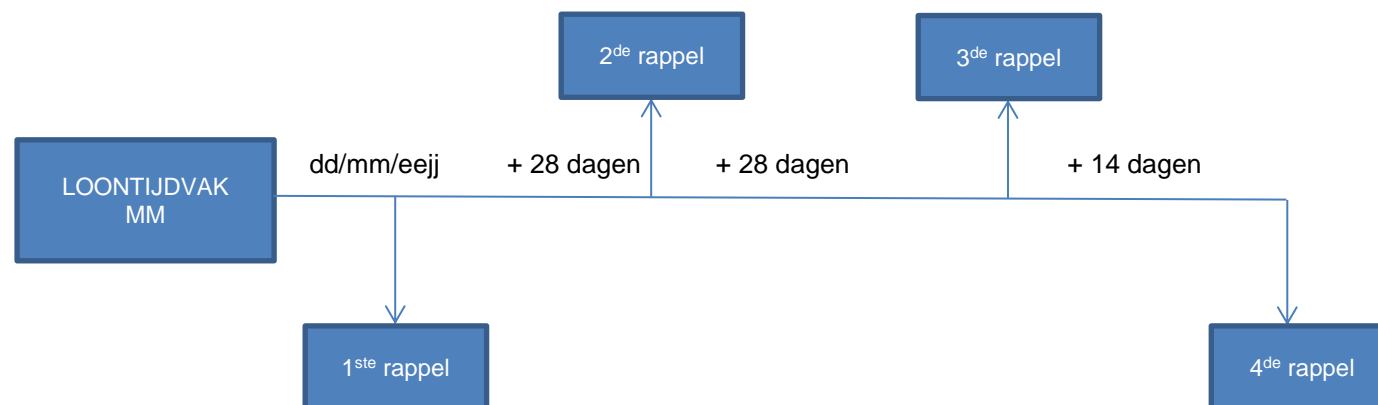 2de rappel
3de rappel
LOONTIJDVAK
MM
dd/mm/eejj
+ 28 dagen
+ 28 dagen
+ 14 dagen
1ste rappel
4de rappel